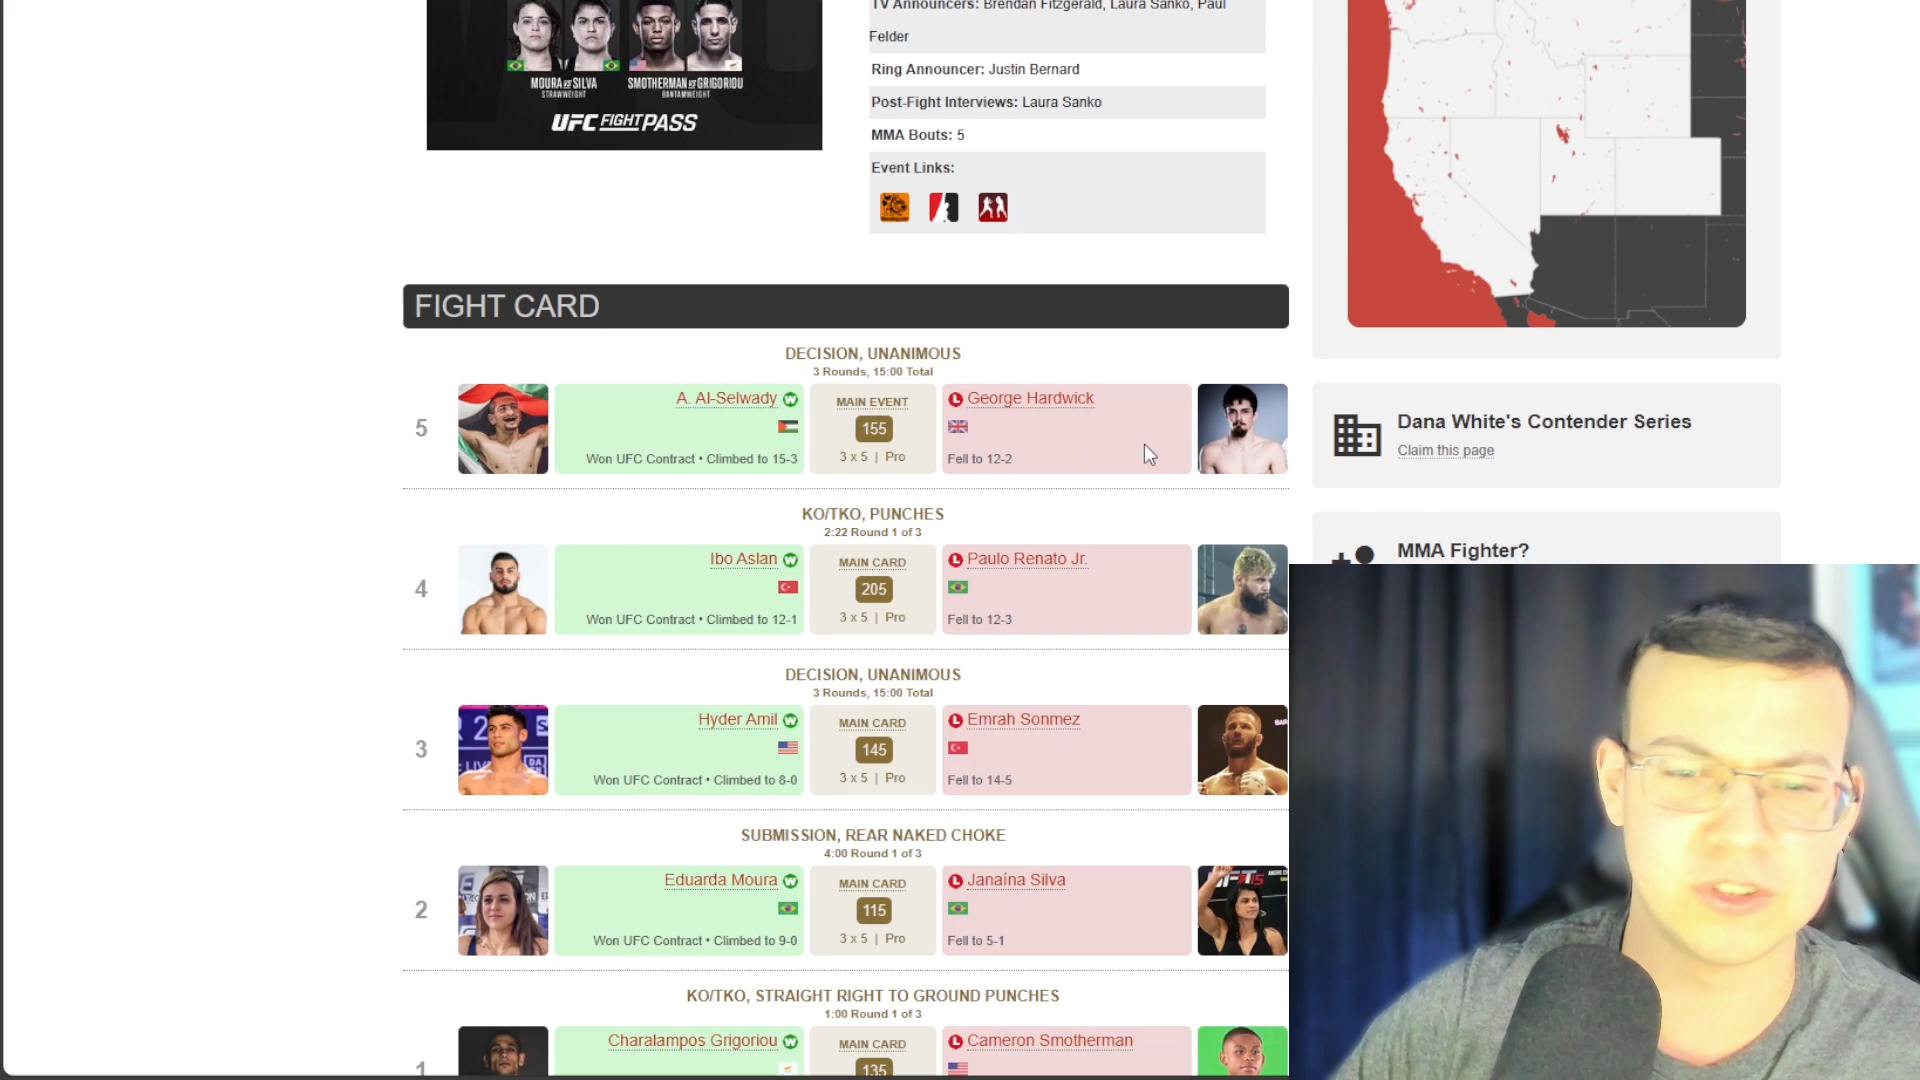 MOURA VS SILVA
STRAWWEIGHT
SMOTHERMAN VS GRIGORIOU
BANTAMWEIGHT
UFC FIGHT PASS
TV Announcers: Brendan Fitzgerald, Laura Sanko, Paul
Felder
Ring Announcer: Justin Bernard
Post-Fight Interviews: Laura Sanko
MMA Bouts: 5
Event Links:
FIGHT CARD
DECISION, UNANIMOUS
3 Rounds, 15:00 Total
5
A. Al-Selwady W
Won UFC Contract • Climbed to 15-3
MAIN EVENT
155
3 x 5 | Pro
L George Hardwick
Fell to 12-2
KO/TKO, PUNCHES
2:22 Round 1 of 3
4
Ibo Aslan W
Won UFC Contract • Climbed to 12-1
MAIN CARD
205
3 x 5 | Pro
L Paulo Renato Jr.
Fell to 12-3
DECISION, UNANIMOUS
3 Rounds, 15:00 Total
3
Hyder Amil W
Won UFC Contract • Climbed to 8-0
MAIN CARD
145
3 x 5 | Pro
L Emrah Sonmez
Fell to 14-5
SUBMISSION, REAR NAKED CHOKE
4:00 Round 1 of 3
2
Eduarda Moura W
Won UFC Contract • Climbed to 9-0
MAIN CARD
115
3 x 5 | Pro
L Janaína Silva
Fell to 5-1
KO/TKO, STRAIGHT RIGHT TO GROUND PUNCHES
1:00 Round 1 of 3
1
Charalampos Grigoriou W
MAIN CARD
135
L Cameron Smotherman
Dana White's Contender Series
Claim this page
MMA Fighter?